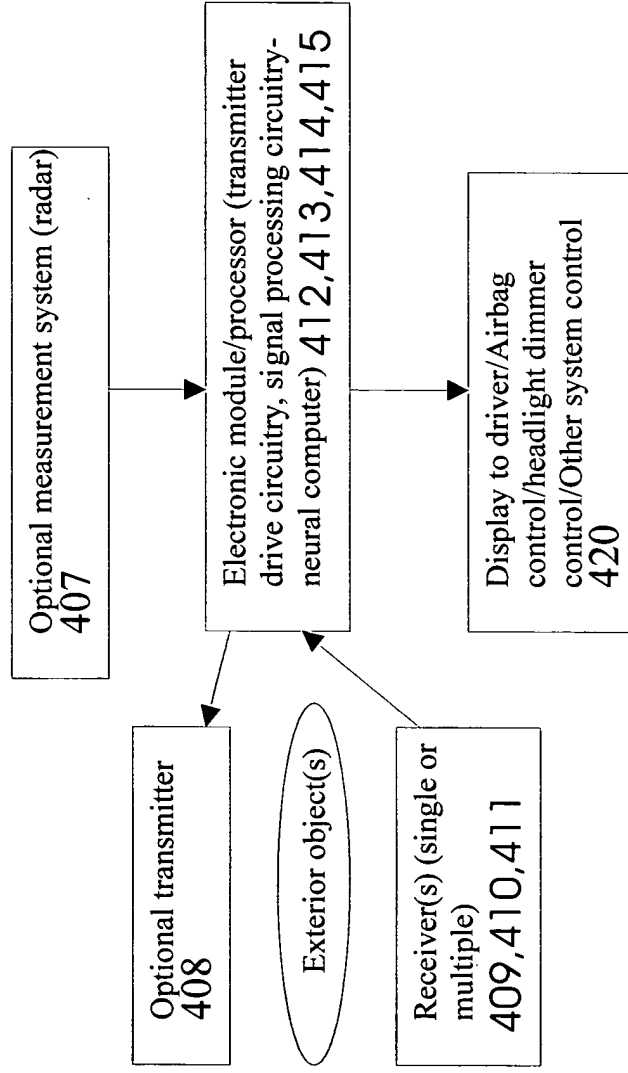 Optional measurement system (radar)
407
Optional transmitter
408
Electronic module/processor (transmitter
drive circuitry, signal processing circuitry-
neural computer) 412,413,414,415
Exterior object(s)
Receiver(s) (single or
multiple)
409,410,411
Display to driver/Airbag
control/headlight dimmer
control/Other system control
420